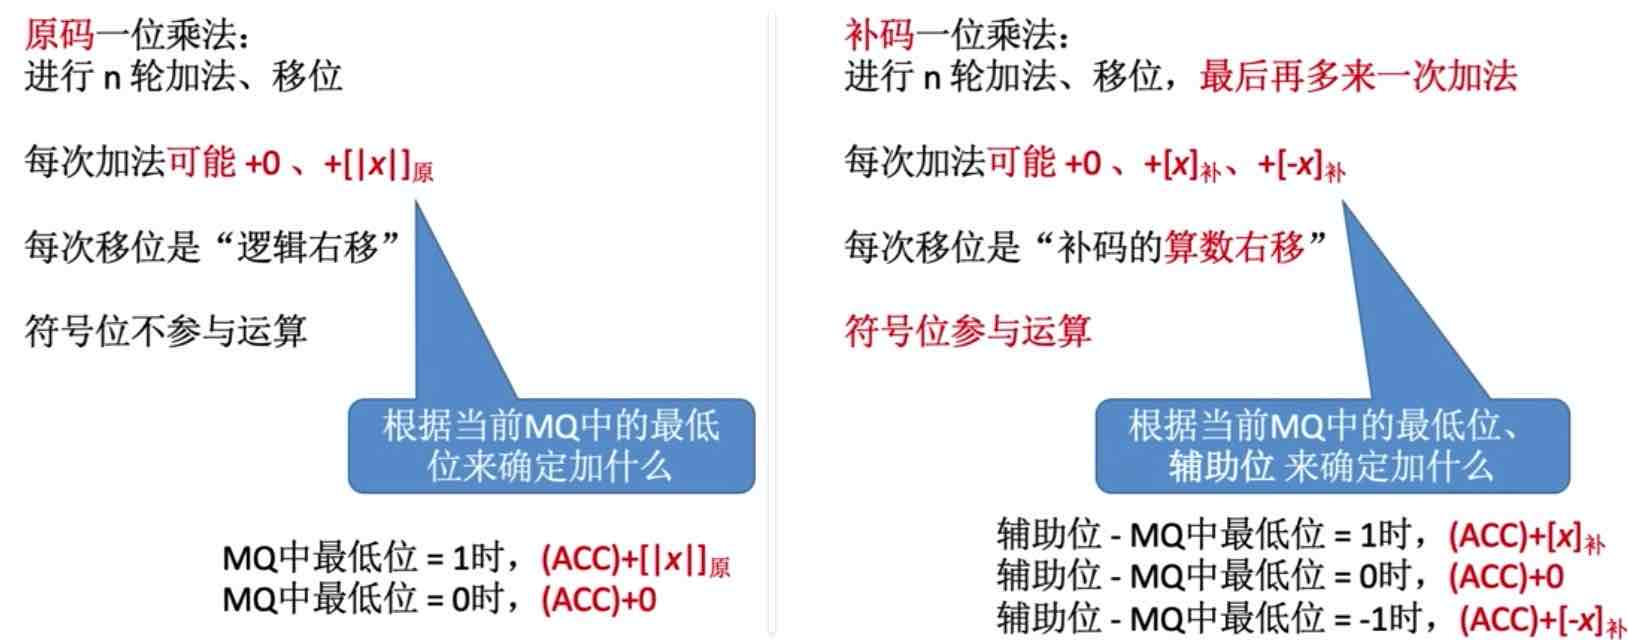 原码一位乘法：
进行 n 轮加法、移位
每次加法可能 +0 、+[|x|]原
每次移位是“逻辑右移”
符号位不参与运算
根据当前MQ中的最低
位来确定加什么
MQ中最低位 = 1时，(ACC)+[|x|]原
MQ中最低位 = 0时，(ACC)+0
补码一位乘法：
进行 n 轮加法、移位，最后再多来一次加法
每次加法可能 +0 、+[x]补、+[-x]补
每次移位是“补码的算数右移”
符号位参与运算
根据当前MQ中的最低位、
辅助位 来确定加什么
辅助位 - MQ中最低位 = 1时，(ACC)+[x]补
辅助位 - MQ中最低位 = 0时，(ACC)+0
辅助位 - MQ中最低位 = -1时，(ACC)+[-x]补